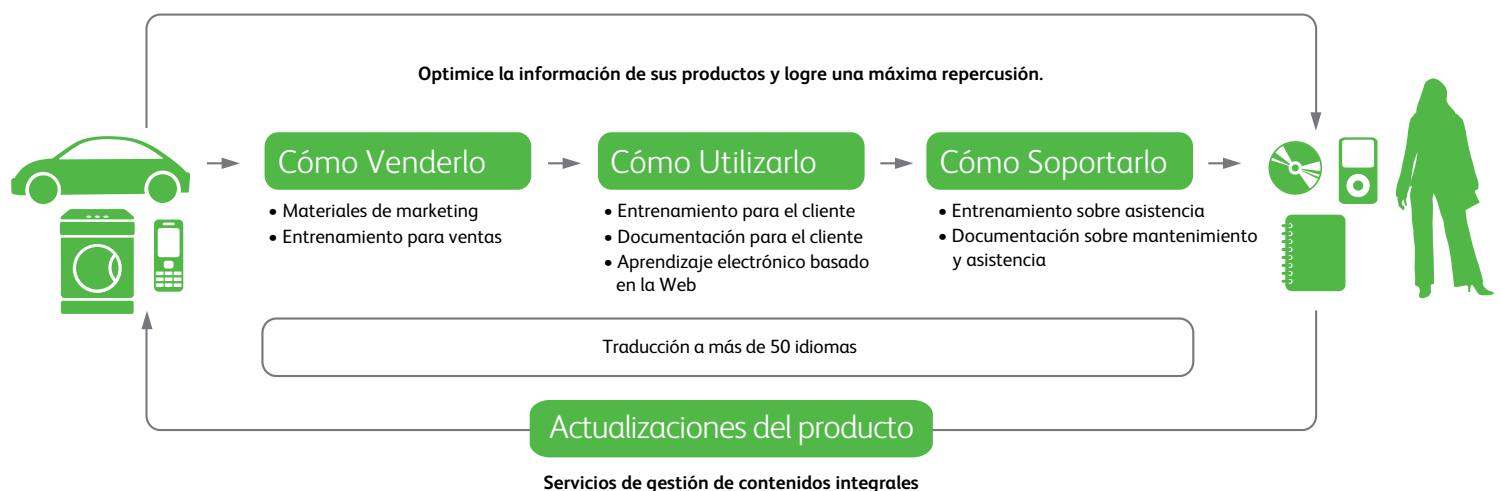 Optimice la información de sus productos y logre una máxima repercusión.
Cómo Venderlo
• Materiales de marketing
• Entrenamiento para ventas
Cómo Utilizarlo
• Entrenamiento para el cliente
• Documentación para el cliente
• Aprendizaje electrónico basado
en la Web
Cómo Soportarlo
• Entrenamiento sobre asistencia
• Documentación sobre mantenimiento
y asistencia
Traducción a más de 50 idiomas
Actualizaciones del producto
Servicios de gestión de contenidos integrales